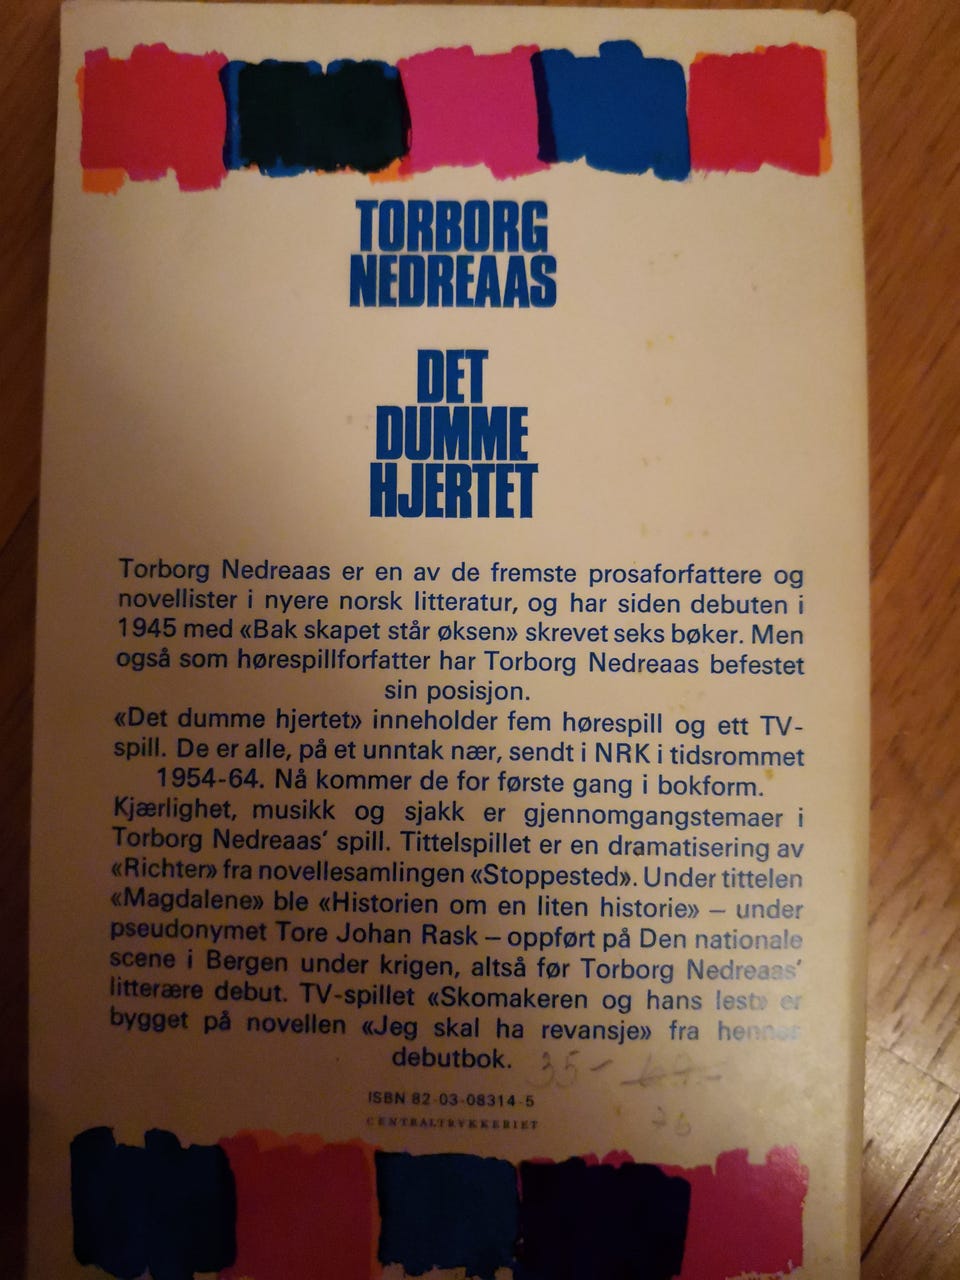 TORBORG
NEDREAAS
DET
DUMME
HJERTET
Torborg Nedreaas er en av de fremste prosaforfattere og
novellister i nyere norsk litteratur, og har siden debuten i
1945 med «Bak skapet står øksen» skrevet seks bøker. Men
også som hørespillforfatter har Torborg Nedreaas befestet
sin posisjon.
«Det dumme hjertet» inneholder fem hørespill og ett TV-
spill. De er alle, på et unntak nær, sendt i NRK i tidsrommet
1954-64. Nå kommer de for første gang i bokform.
Kjærlighet, musikk og sjakk er gjennomgangstemaer i
Torborg Nedreaas' spill. Tittelspillet er en dramatisering av
«Richter» fra novellesamlingen «Stoppested». Under tittelen
«Magdalene» ble «Historien om en liten historie» – under
pseudonymet Tore Johan Rask – oppført på Den nationale
scene i Bergen under krigen, altså før Torborg Nedreaas'
litterære debut. TV-spillet «Skomakeren og hans lest» er
bygget på novellen «Jeg skal ha revansje» fra hennes
debutbok.
35-
ISBN 82-03-08314-5
CENTRALTRYKKERIET